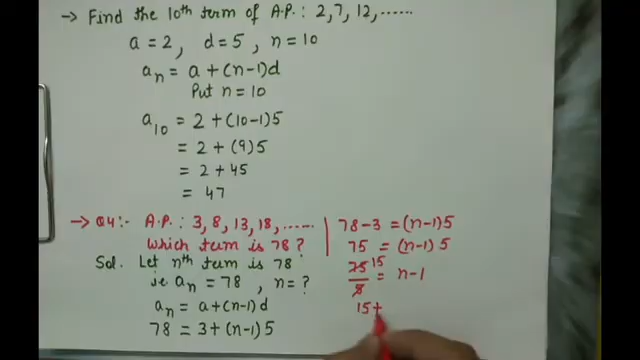 → Find the 10th term of A.P. : 2, 7, 12, ......
a = 2, d = 5, n = 10
aₙ = a + (n-1)d
Put n = 10
a₁₀ = 2 + (10-1)5
= 2 + (9)5
= 2 + 45
= 47
→ Q4:- A.P. : 3, 8, 13, 18, ......
which term is 78?
Sol. Let nth term is 78
ie aₙ = 78, n = ?
aₙ = a + (n-1)d
78 = 3 + (n-1)5
78 - 3 = (n-1)5
75 = (n-1)5
75 15
/5 = n-1
15+